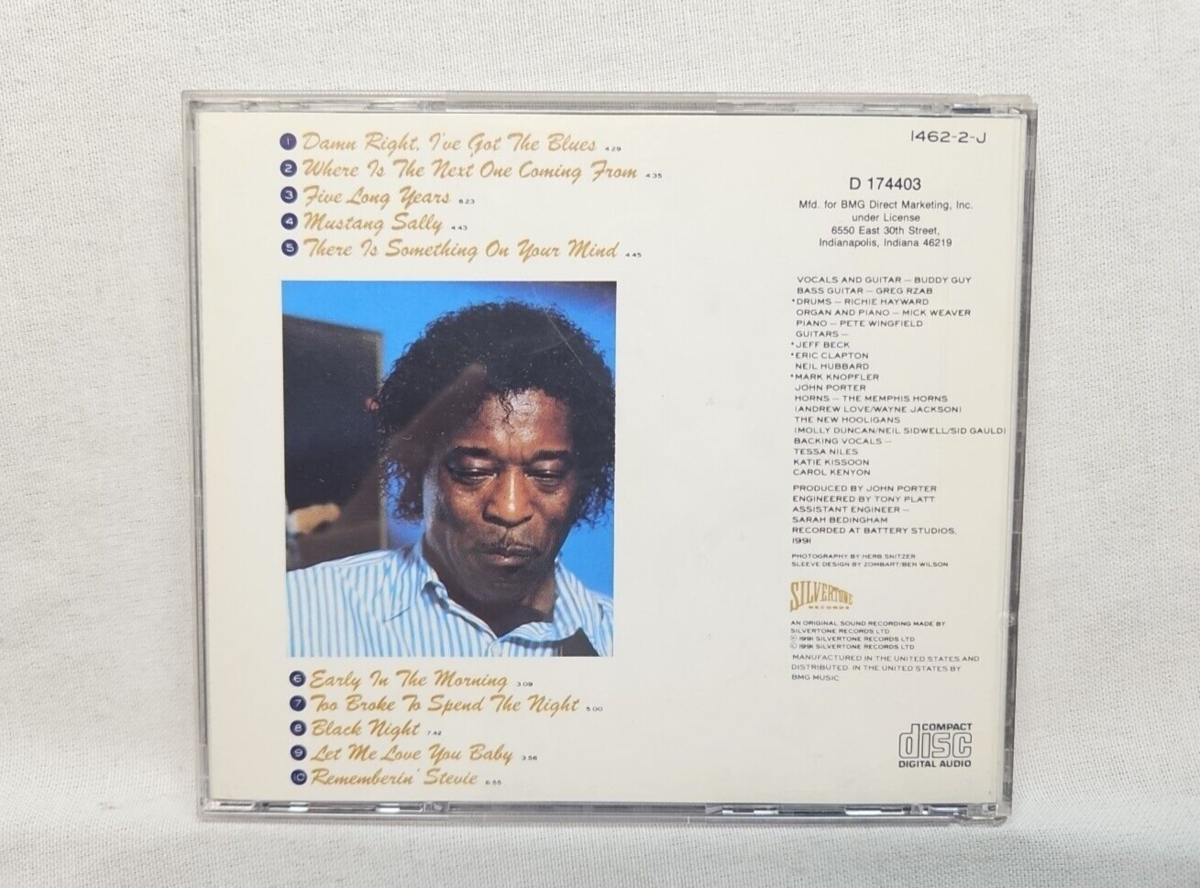 1 Damn Right, I've Got The Blues 4:29
2 Where Is The Next One Coming From 4:35
3 Five Long Years 8:23
4 Mustang Sally 4:43
5 There Is Something On Your Mind 4:45
6 Early In The Morning 3:09
7 Too Broke To Spend The Night 5:00
8 Black Night 7:42
9 Let Me Love You Baby 3:56
10 Rememberin' Stevie 6:55
1462-2-J
D 174403
Mfd. for BMG Direct Marketing, Inc.
under License
6550 East 30th Street,
Indianapolis, Indiana 46219
VOCALS AND GUITAR – BUDDY GUY
BASS GUITAR – GREG RZAB
*DRUMS – RICHIE HAYWARD
ORGAN AND PIANO – MICK WEAVER
PIANO – PETE WINGFIELD
GUITARS –
*JEFF BECK
*ERIC CLAPTON
NEIL HUBBARD
*MARK KNOPFLER
JOHN PORTER
HORNS – THE MEMPHIS HORNS
(ANDREW LOVE/WAYNE JACKSON)
THE NEW HOOLIGANS
(MOLLY DUNCAN/NEIL SIDWELL/SID GAULD)
BACKING VOCALS –
TESSA NILES
KATIE KISSOON
CAROL KENYON
PRODUCED BY JOHN PORTER
ENGINEERED BY TONY PLATT
ASSISTANT ENGINEER –
SARAH BEDINGHAM
RECORDED AT BATTERY STUDIOS,
1991
PHOTOGRAPHY BY HERB SNITZER
SLEEVE DESIGN BY ZOMBART/BEN WILSON
SILVERTONE
RECORDS
AN ORIGINAL SOUND RECORDING MADE BY
SILVERTONE RECORDS LTD
℗ 1991 SILVERTONE RECORDS LTD
© 1991 SILVERTONE RECORDS LTD
MANUFACTURED IN THE UNITED STATES AND
DISTRIBUTED IN THE UNITED STATES BY
BMG MUSIC
COMPACT
disc
DIGITAL AUDIO